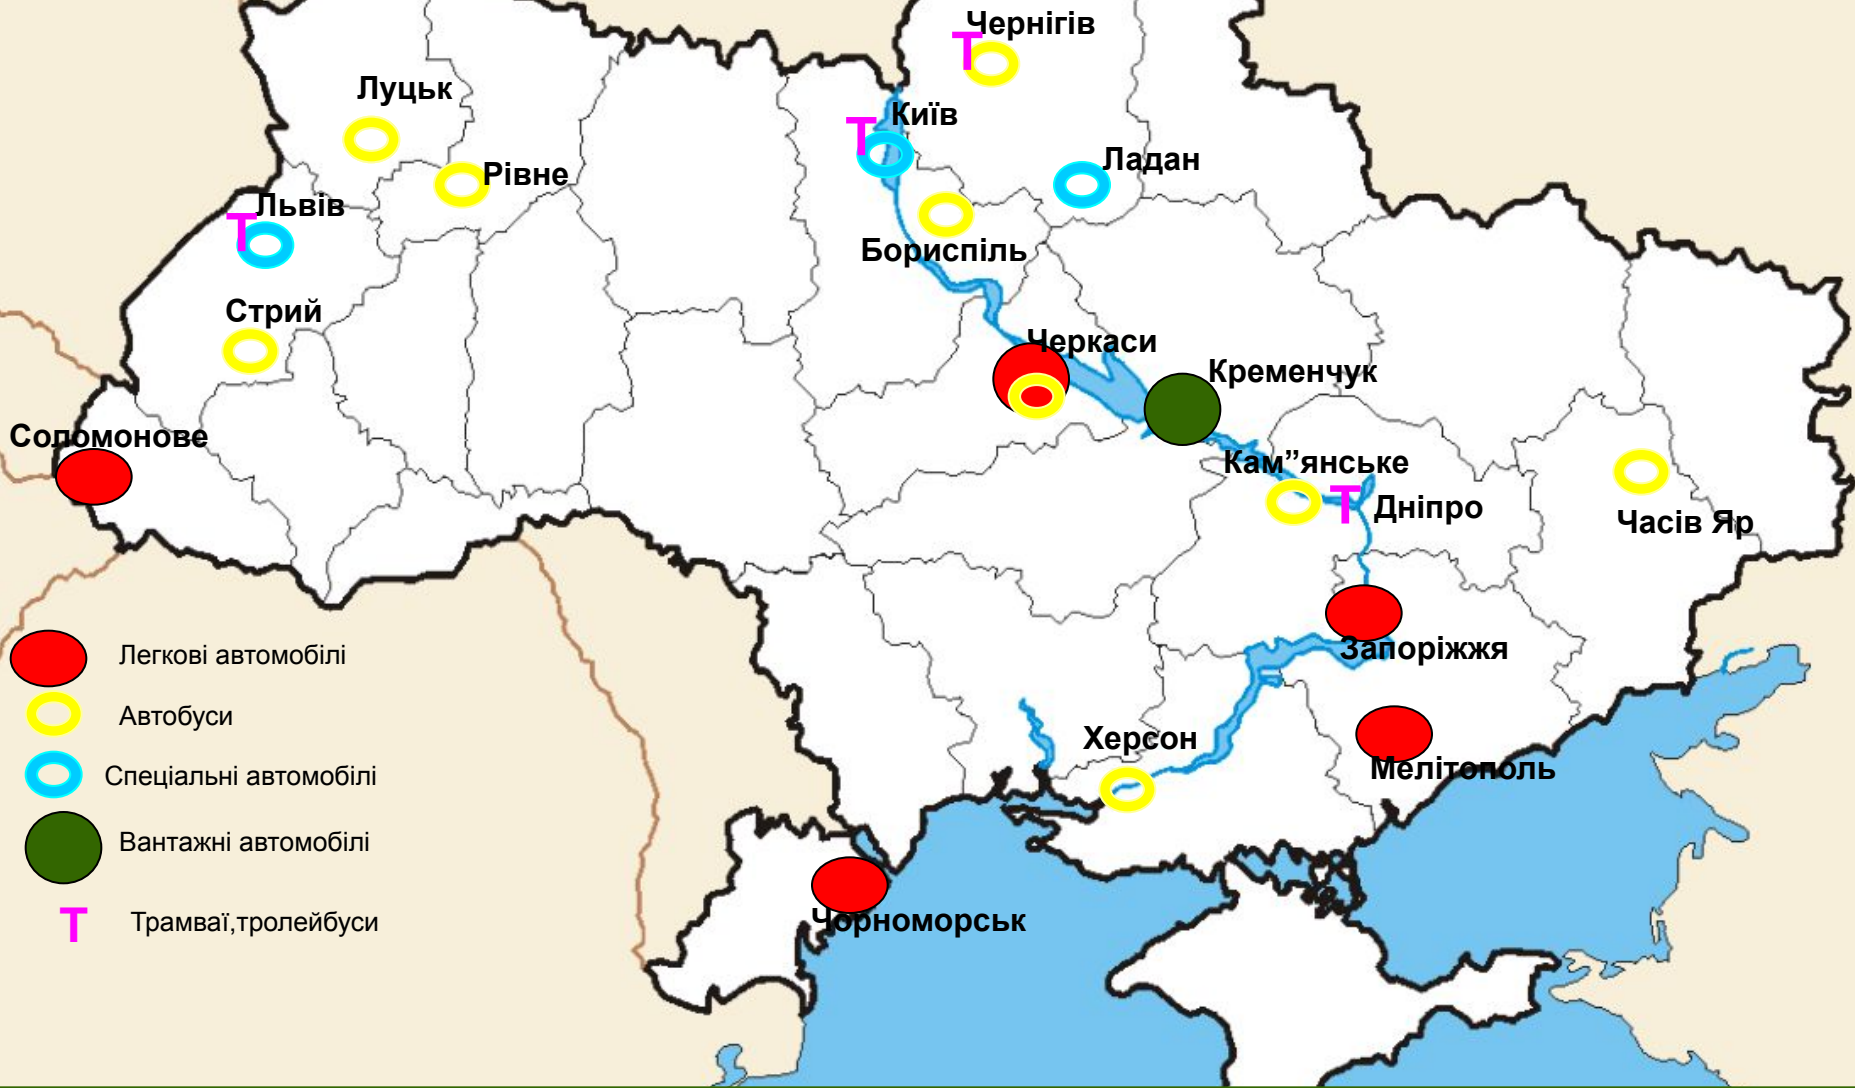 Чернігів
Т
Луцьк
Київ
Т
Ладан
Рівне
Львів
Т
Бориспіль
Стрий
Черкаси
Кременчук
Соломонове
Кам”янське
Т
Дніпро
Часів Яр
Запоріжжя
Легкові автомобілі
Автобуси
Херсон
Мелітополь
Спеціальні автомобілі
Вантажні автомобілі
Чорноморськ
Т
Трамваї,тролейбуси